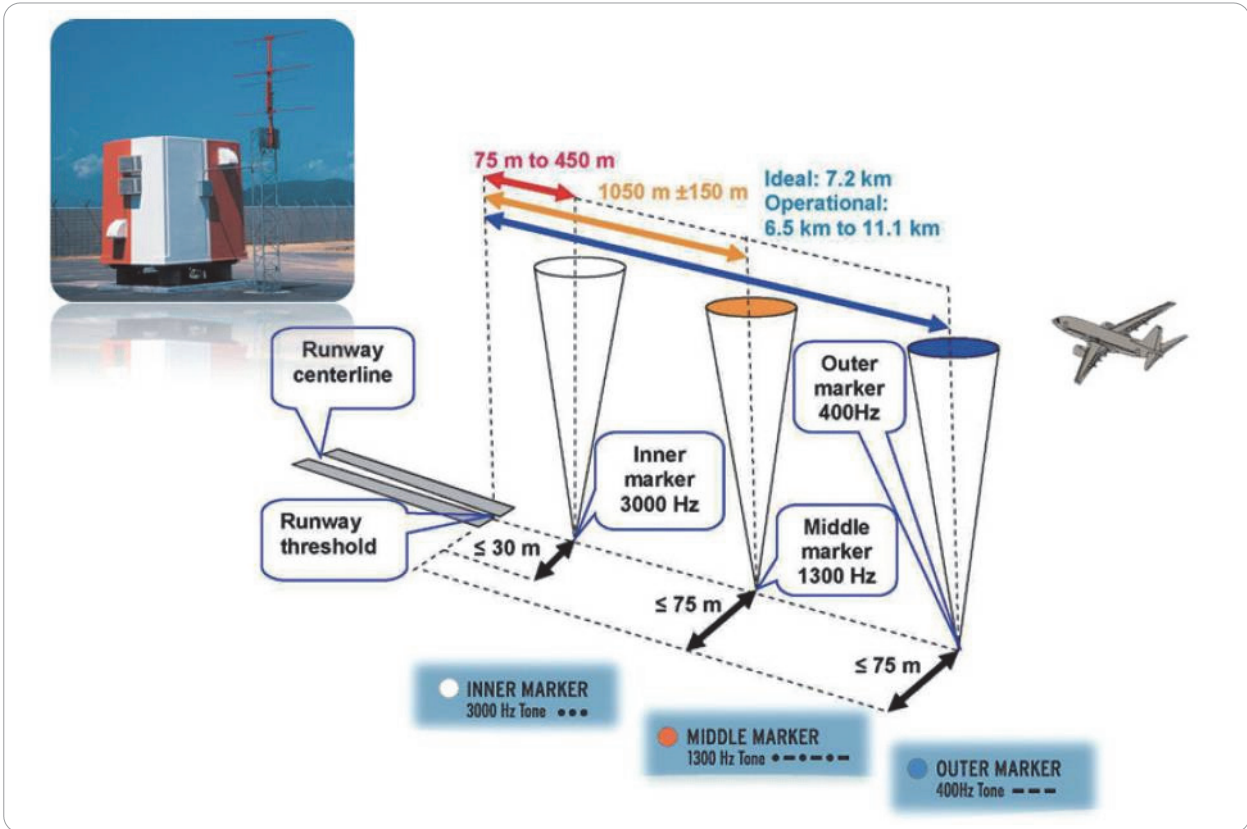 75 m to 450 m
1050 m ±150 m
Ideal: 7.2 km
Operational:
6.5 km to 11.1 km
Runway
centerline
Outer
marker
400Hz
Inner
marker
3000 Hz
Runway
threshold
≤ 30 m
Middle
marker
1300 Hz
≤ 75 m
≤ 75 m
INNER MARKER
3000 Hz Tone •••
MIDDLE MARKER
1300 Hz Tone •–•–•–
OUTER MARKER
400Hz Tone – – –